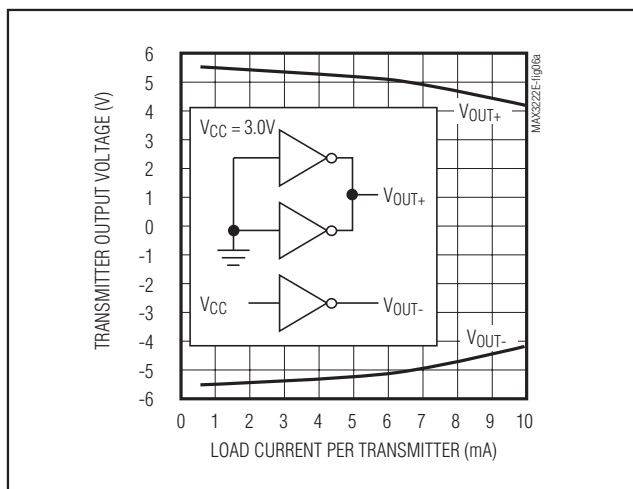 TRANSMITTER OUTPUT VOLTAGE (V)
6
5
4
3
2
1
0
-1
-2
-3
-4
-5
-6
VCC = 3.0V
VOUT+
VOUT+
VCC
VOUT-
VOUT-
MAX3222E-fig06a
0 1 2 3 4 5 6 7 8 9 10
LOAD CURRENT PER TRANSMITTER (mA)